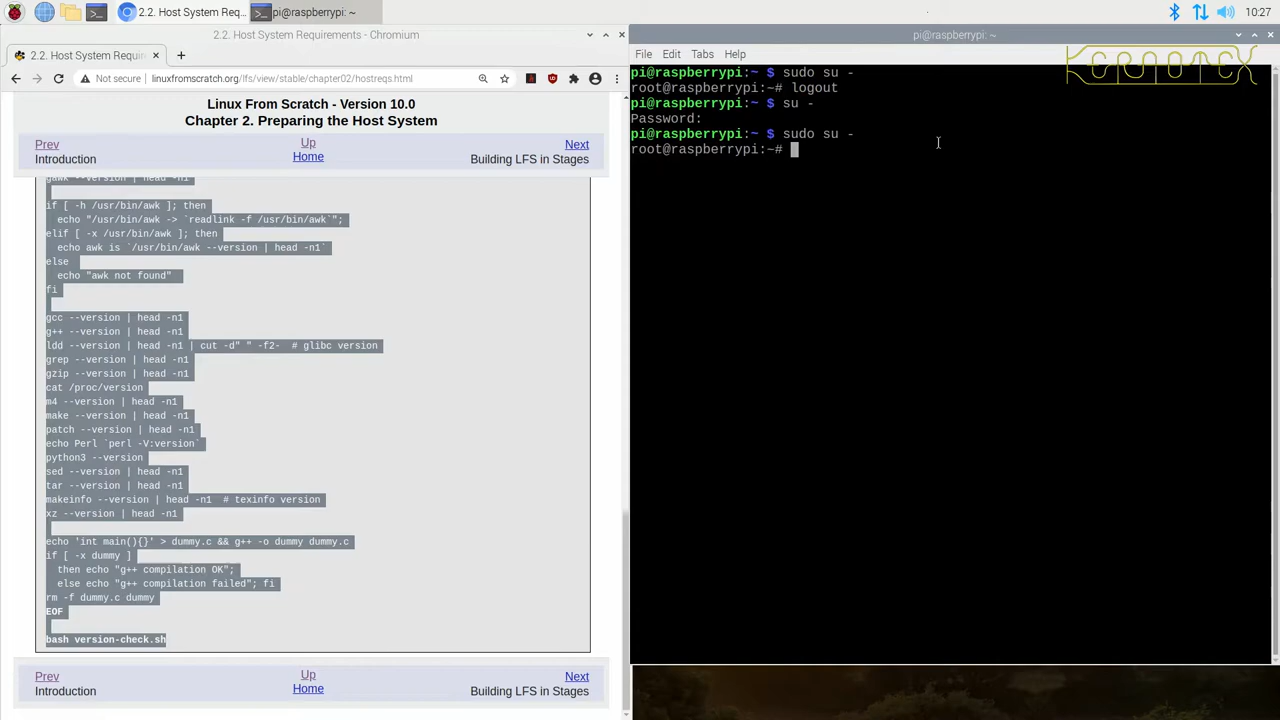 2.2. Host System Req...
pi@raspberrypi: ~
10:27
2.2. Host System Requirements - Chromium
2.2. Host System Requir
Not secure | linuxfromscratch.org/lfs/view/stable/chapter02/hostreqs.html
Linux From Scratch - Version 10.0
Chapter 2. Preparing the Host System
Prev
Introduction
Up
Home
Next
Building LFS in Stages
gawk --version | head -n1
if [ -h /usr/bin/awk ]; then
echo "/usr/bin/awk -> `readlink -f /usr/bin/awk`";
elif [ -x /usr/bin/awk ]; then
echo awk is `/usr/bin/awk --version | head -n1`
else
echo "awk not found"
fi
gcc --version | head -n1
g++ --version | head -n1
ldd --version | head -n1 | cut -d" " -f2-  # glibc version
grep --version | head -n1
gzip --version | head -n1
cat /proc/version
m4 --version | head -n1
make --version | head -n1
patch --version | head -n1
echo Perl `perl -V:version`
python3 --version
sed --version | head -n1
tar --version | head -n1
makeinfo --version | head -n1  # texinfo version
xz --version | head -n1
echo 'int main(){}' > dummy.c && g++ -o dummy dummy.c
if [ -x dummy ]
then echo "g++ compilation OK";
else echo "g++ compilation failed"; fi
rm -f dummy.c dummy
EOF
bash version-check.sh
Prev
Introduction
Up
Home
Next
Building LFS in Stages
pi@raspberrypi: ~
File Edit Tabs Help
pi@raspberrypi:~ $ sudo su -
root@raspberrypi:~# logout
pi@raspberrypi:~ $ su -
Password:
pi@raspberrypi:~ $ sudo su -
root@raspberrypi:~#